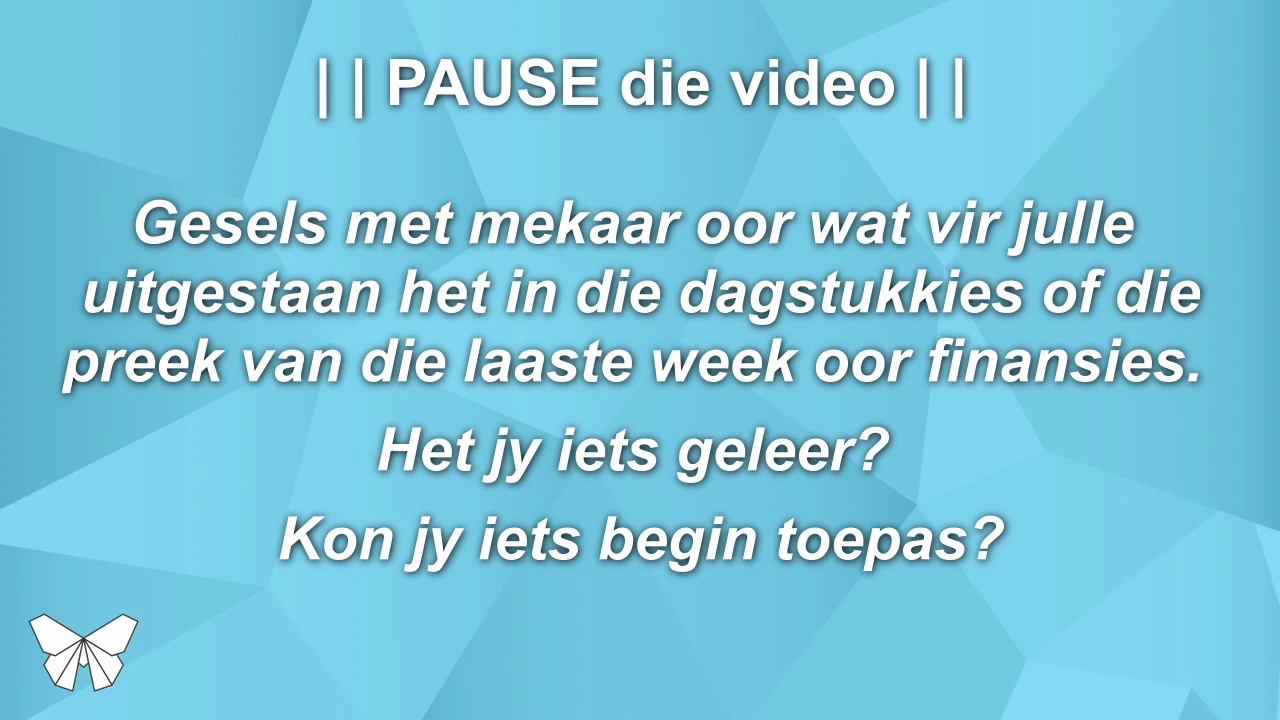 | | PAUSE die video | |
Gesels met mekaar oor wat vir julle
uitgestaan het in die dagstukkies of die
preek van die laaste week oor finansies.
Het jy iets geleer?
Kon jy iets begin toepas?